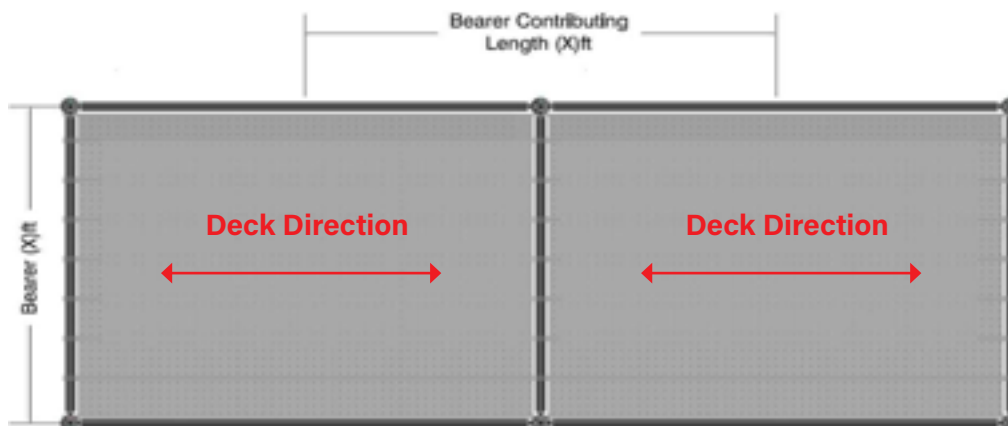 Bearer Contributing
Length (X)ft
Bearer (X)ft
Deck Direction
Deck Direction